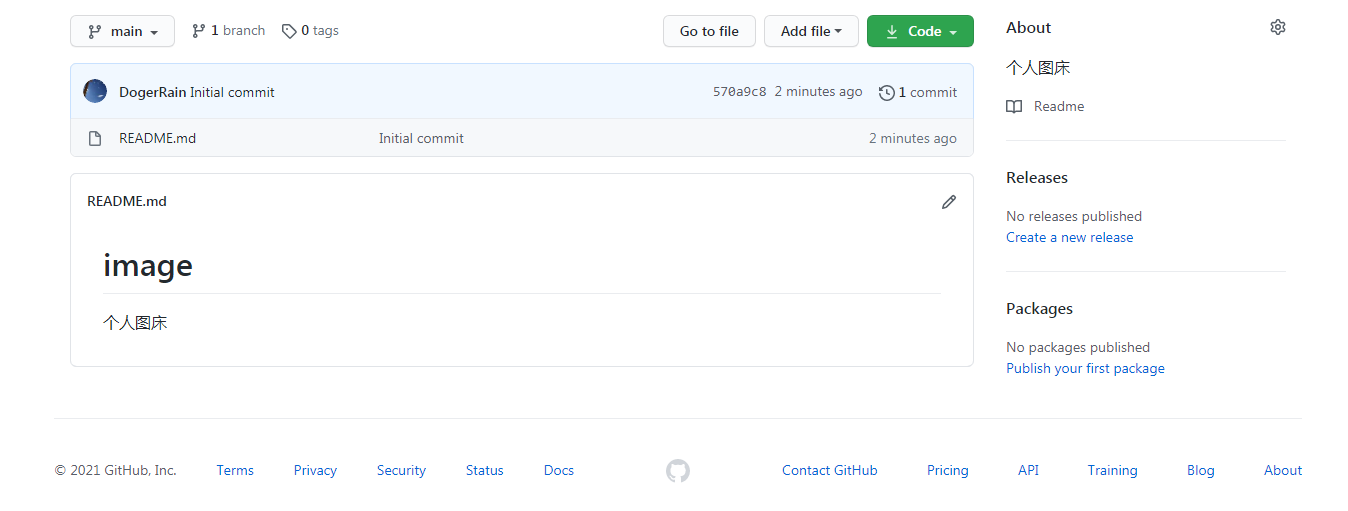 main 1 branch 0 tags Go to file Add file Code
DogerRain Initial commit 570a9c8 2 minutes ago 1 commit
README.md Initial commit 2 minutes ago
README.md
image
个人图床
About
个人图床
Readme
Releases
No releases published
Create a new release
Packages
No packages published
Publish your first package
© 2021 GitHub, Inc. Terms Privacy Security Status Docs Contact GitHub Pricing API Training Blog About